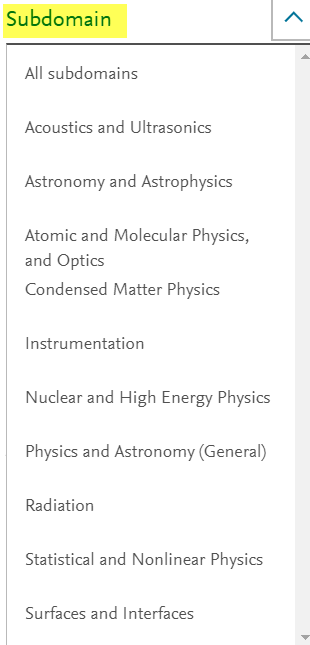 Subdomain
All subdomains
Acoustics and Ultrasonics
Astronomy and Astrophysics
Atomic and Molecular Physics,
and Optics
Condensed Matter Physics
Instrumentation
Nuclear and High Energy Physics
Physics and Astronomy (General)
Radiation
Statistical and Nonlinear Physics
Surfaces and Interfaces